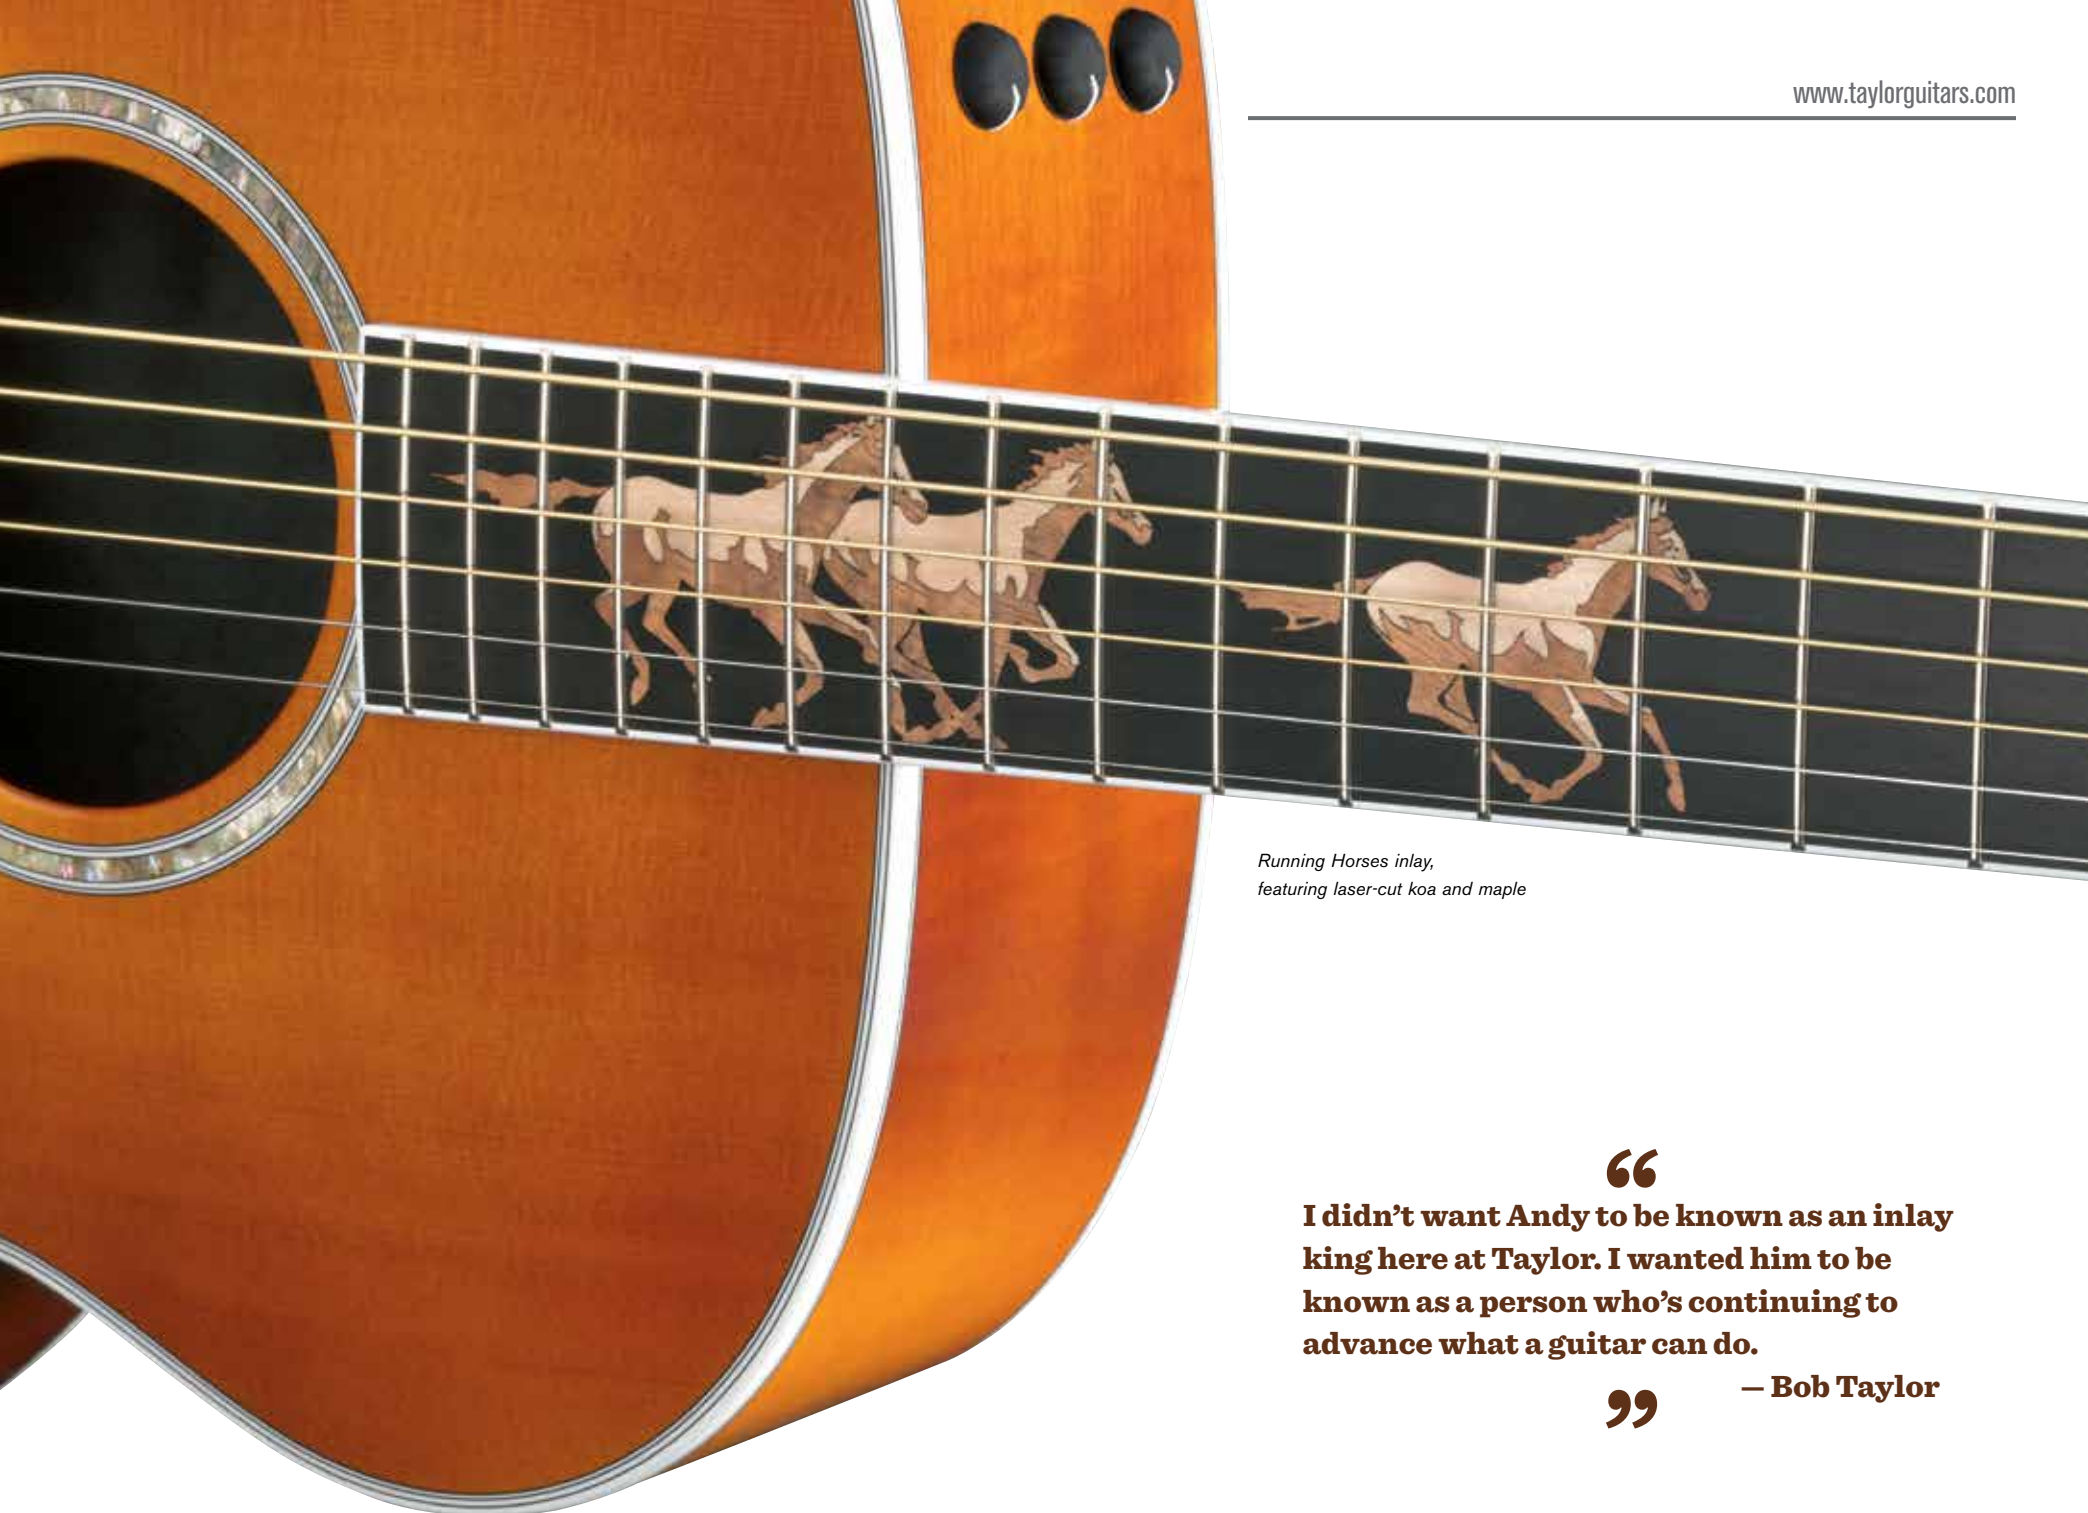 www.taylorguitars.com
Running Horses inlay,
featuring laser-cut koa and maple
“
I didn’t want Andy to be known as an inlay
king here at Taylor. I wanted him to be
known as a person who’s continuing to
advance what a guitar can do.
— Bob Taylor
”